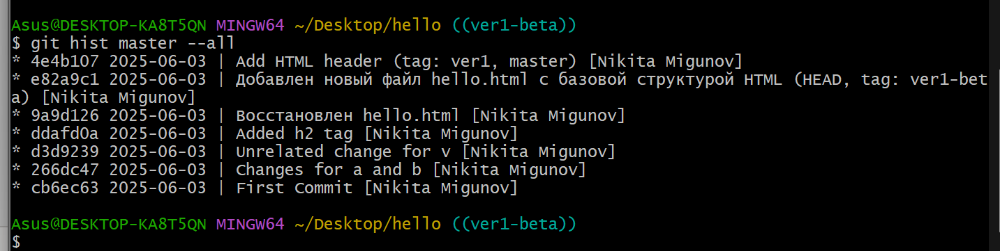 Asus@DESKTOP-KA8T5QN MINGW64 ~/Desktop/hello ((ver1-beta))
$ git hist master --all
* 4e4b107 2025-06-03 | Add HTML header (tag: ver1, master) [Nikita Migunov]
* e82a9c1 2025-06-03 | Добавлен новый файл hello.html с базовой структурой HTML (HEAD, tag: ver1-bet
a) [Nikita Migunov]
* 9a9d126 2025-06-03 | Восстановлен hello.html [Nikita Migunov]
* ddafd0a 2025-06-03 | Added h2 tag [Nikita Migunov]
* d3d9239 2025-06-03 | Unrelated change for v [Nikita Migunov]
* 266dc47 2025-06-03 | Changes for a and b [Nikita Migunov]
* cb6ec63 2025-06-03 | First Commit [Nikita Migunov]
Asus@DESKTOP-KA8T5QN MINGW64 ~/Desktop/hello ((ver1-beta))
$